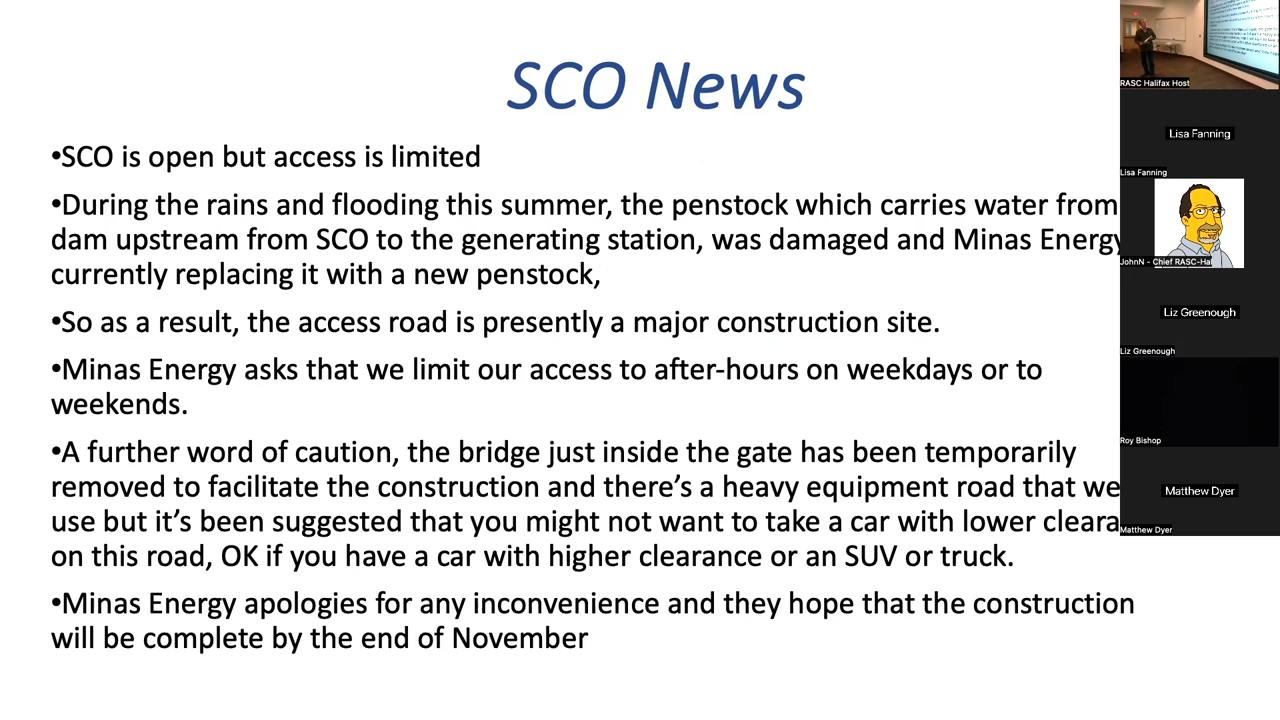 SCO News
•SCO is open but access is limited
•During the rains and flooding this summer, the penstock which carries water from
dam upstream from SCO to the generating station, was damaged and Minas Energy
currently replacing it with a new penstock,
•So as a result, the access road is presently a major construction site.
•Minas Energy asks that we limit our access to after-hours on weekdays or to
weekends.
•A further word of caution, the bridge just inside the gate has been temporarily
removed to facilitate the construction and there's a heavy equipment road that we
use but it's been suggested that you might not want to take a car with lower cleara
on this road, OK if you have a car with higher clearance or an SUV or truck.
•Minas Energy apologies for any inconvenience and they hope that the construction
will be complete by the end of November
RASC Halifax Host
Lisa Fanning
Lisa Fanning
JohnN - Chief RASC-Hal
Liz Greenough
Liz Greenough
Roy Bishop
Matthew Dyer
Matthew Dyer